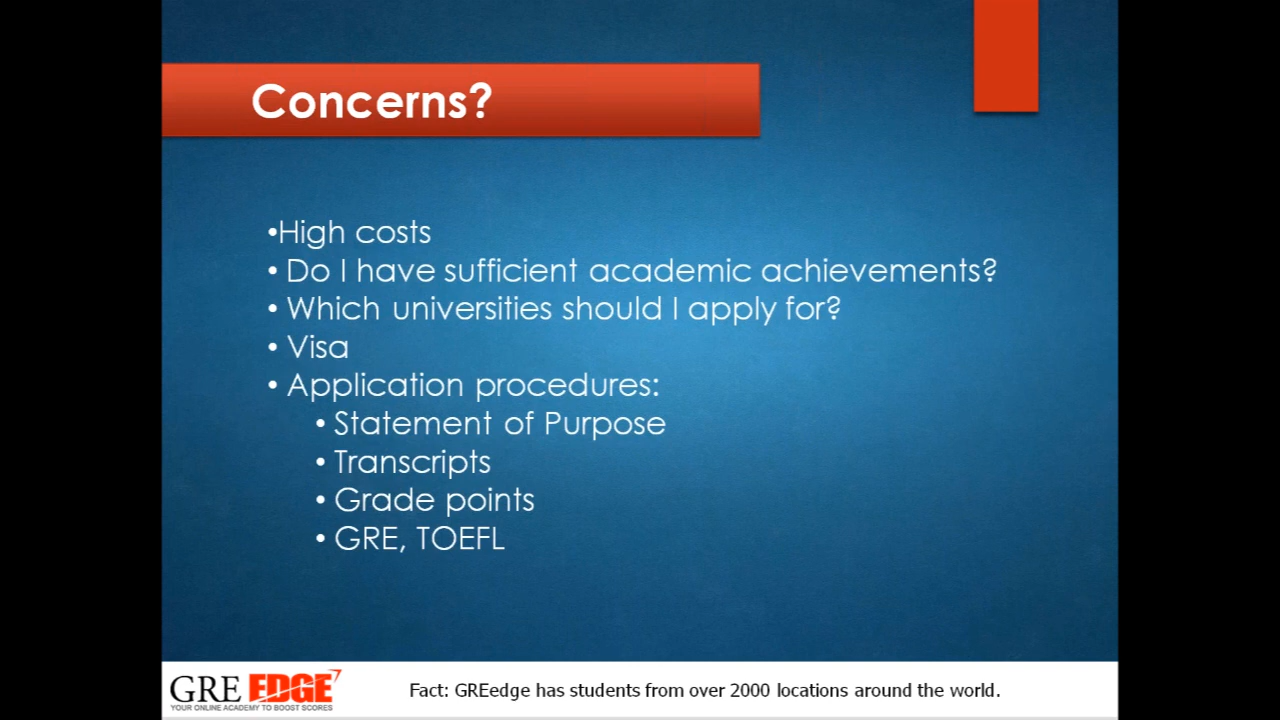 Concerns?
•High costs
• Do I have sufficient academic achievements?
• Which universities should I apply for?
• Visa
• Application procedures:
• Statement of Purpose
• Transcripts
• Grade points
• GRE, TOEFL
GRE EDGE
YOUR ONLINE ACADEMY TO BOOST SCORES
Fact: GREedge has students from over 2000 locations around the world.